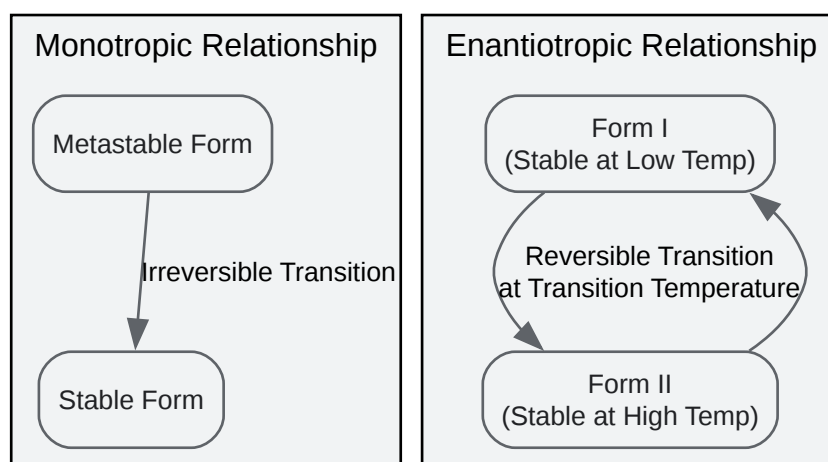 Monotropic Relationship
Metastable Form
Irreversible Transition
Stable Form
Enantiotropic Relationship
Form I
(Stable at Low Temp)
Reversible Transition
at Transition Temperature
Form II
(Stable at High Temp)